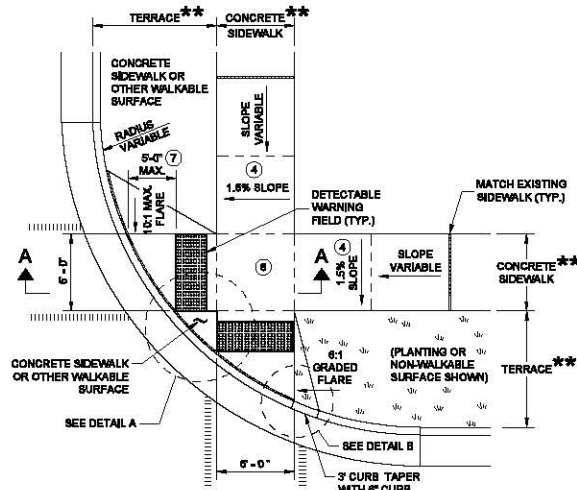 TERRACE**
CONCRETE**
SIDEWALK
CONCRETE
SIDEWALK OR
OTHER WALKABLE
SURFACE
RADIUS
VARIABLE
5'-0" 7
MAX.
10:1 MAX.
FLARE
SLOPE
VARIABLE
4
1.5% SLOPE
DETECTABLE
WARNING
FIELD (TYP.)
MATCH EXISTING
SIDEWALK (TYP.)
A
6'-0"
A
4
1.5%
SLOPE
SLOPE
VARIABLE
CONCRETE**
SIDEWALK
CONCRETE SIDEWALK
OR OTHER WALKABLE
SURFACE
6:1
GRADED
FLARE
(PLANTING OR
NON-WALKABLE
SURFACE SHOWN)
TERRACE**
SEE DETAIL A
SEE DETAIL B
6'-0"
3' CURB TAPER
WITH 6" CURB